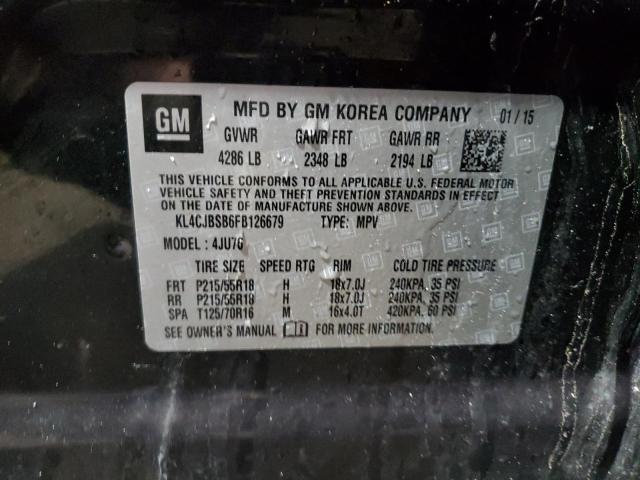 GM
MFD BY GM KOREA COMPANY 01/15
GVWR GAWR FRT GAWR RR
4286 LB 2348 LB 2194 LB
THIS VEHICLE CONFORMS TO ALL APPLICABLE U.S. FEDERAL MOTOR
VEHICLE SAFETY AND THEFT PREVENTION STANDARDS IN EFFECT ON
THE DATE OF MANUFACTURE SHOWN ABOVE.
KL4CJBSB6FB126679 TYPE: MPV
MODEL : 4JU76
TIRE SIZE SPEED RTG RIM COLD TIRE PRESSURE
FRT P215/55R18 H 18x7.0J 240KPA, 35 PSI
RR P215/55R18 H 18x7.0J 240KPA, 35 PSI
SPA T125/70R16 M 16x4.0T 420KPA, 60 PSI
SEE OWNER'S MANUAL FOR MORE INFORMATION